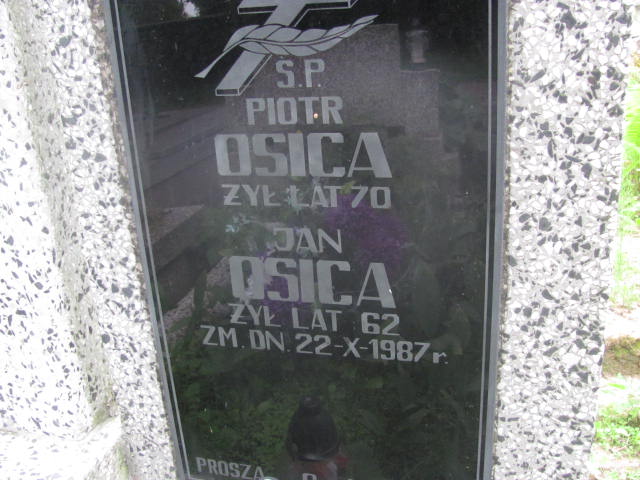 Ś.P.
PIOTR
OSICA
ŻYŁ LAT 70
JAN
OSICA
ŻYŁ LAT 62
ZM. DN. 22-X-1987 r.
PROSZĄ